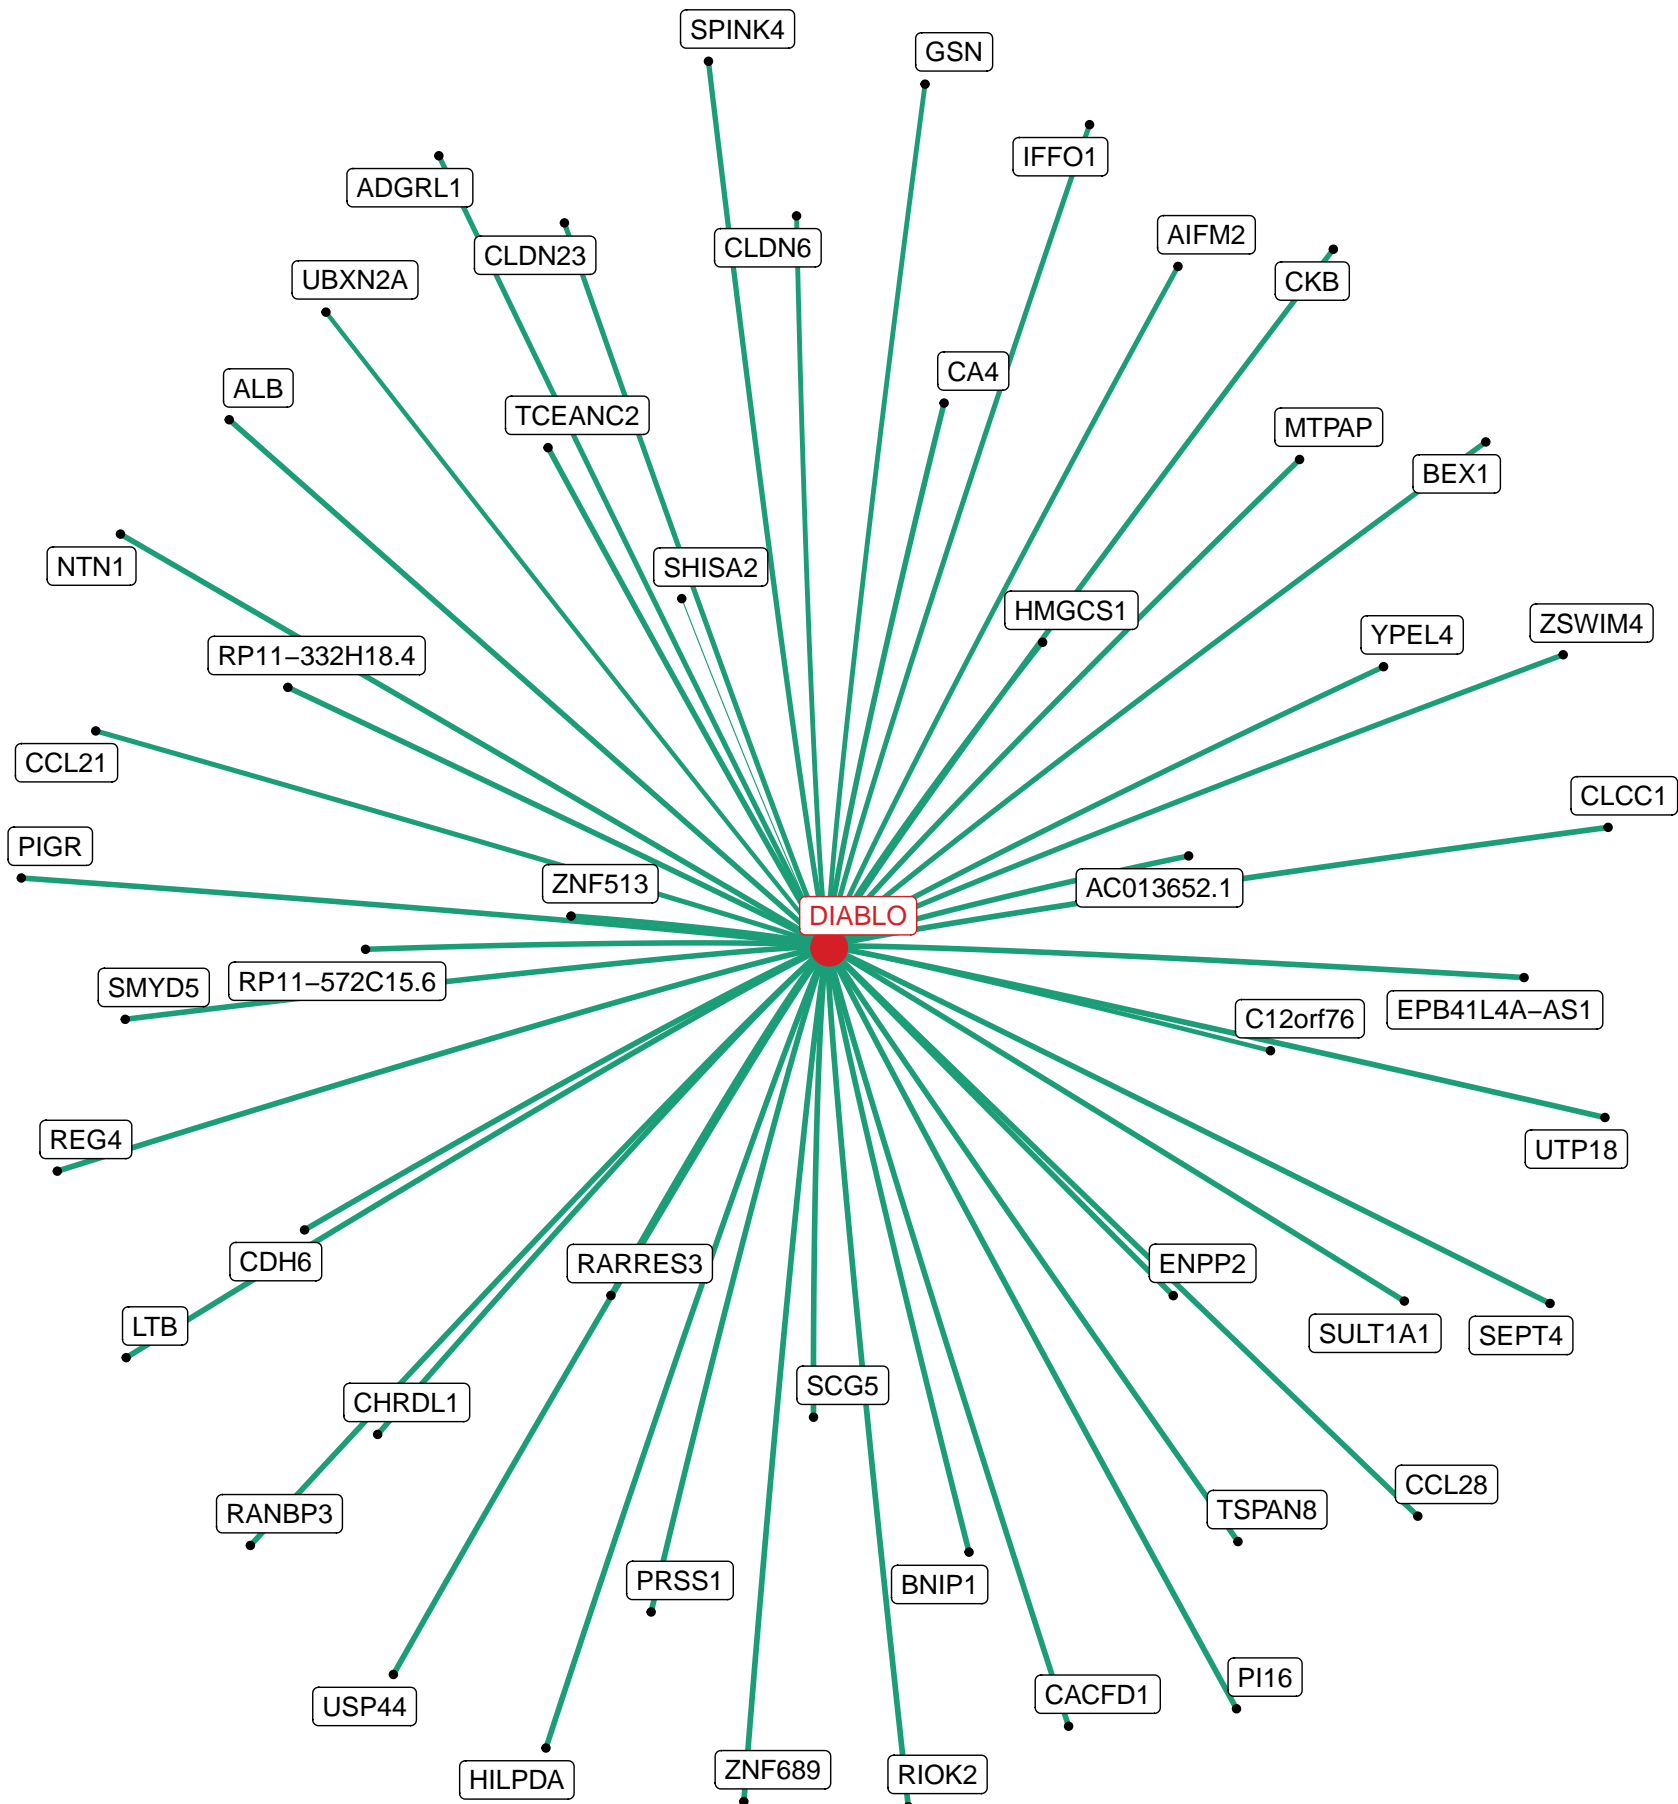 SPINK4
GSN
IFFO1
ADGRL1
CLDN23
CLDN6
AIFM2
UBXN2A
CKB
CA4
ALB
TCEANC2
MTPAP
BEX1
NTN1
SHISA2
HMGCS1
ZSWIM4
YPEL4
RP11−332H18.4
CCL21
CLCC1
PIGR
ZNF513
AC013652.1
DIABLO
SMYD5
RP11−572C15.6
EPB41L4A−AS1
C12orf76
REG4
UTP18
CDH6
RARRES3
ENPP2
LTB
SULT1A1
SEPT4
SCG5
CHRDL1
CCL28
RANBP3
TSPAN8
PRSS1
BNIP1
PI16
CACFD1
USP44
ZNF689
RIOK2
HILPDA